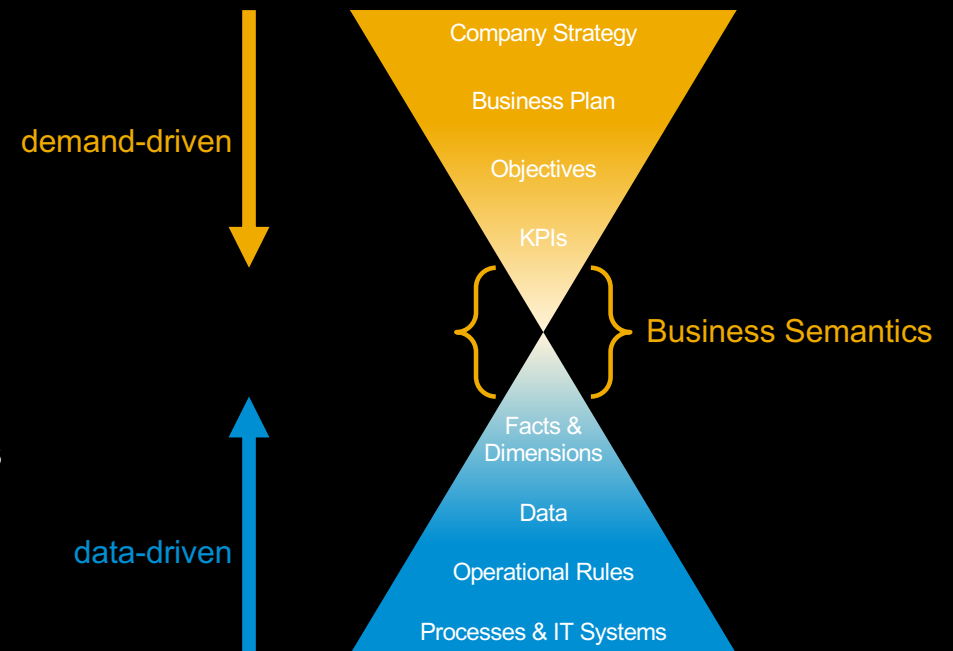 Company Strategy
Business Plan
demand-driven
Objectives
KPIs
Business Semantics
Facts &
Dimensions
s
Data
data-driven
Operational Rules
Processes & IT Systems